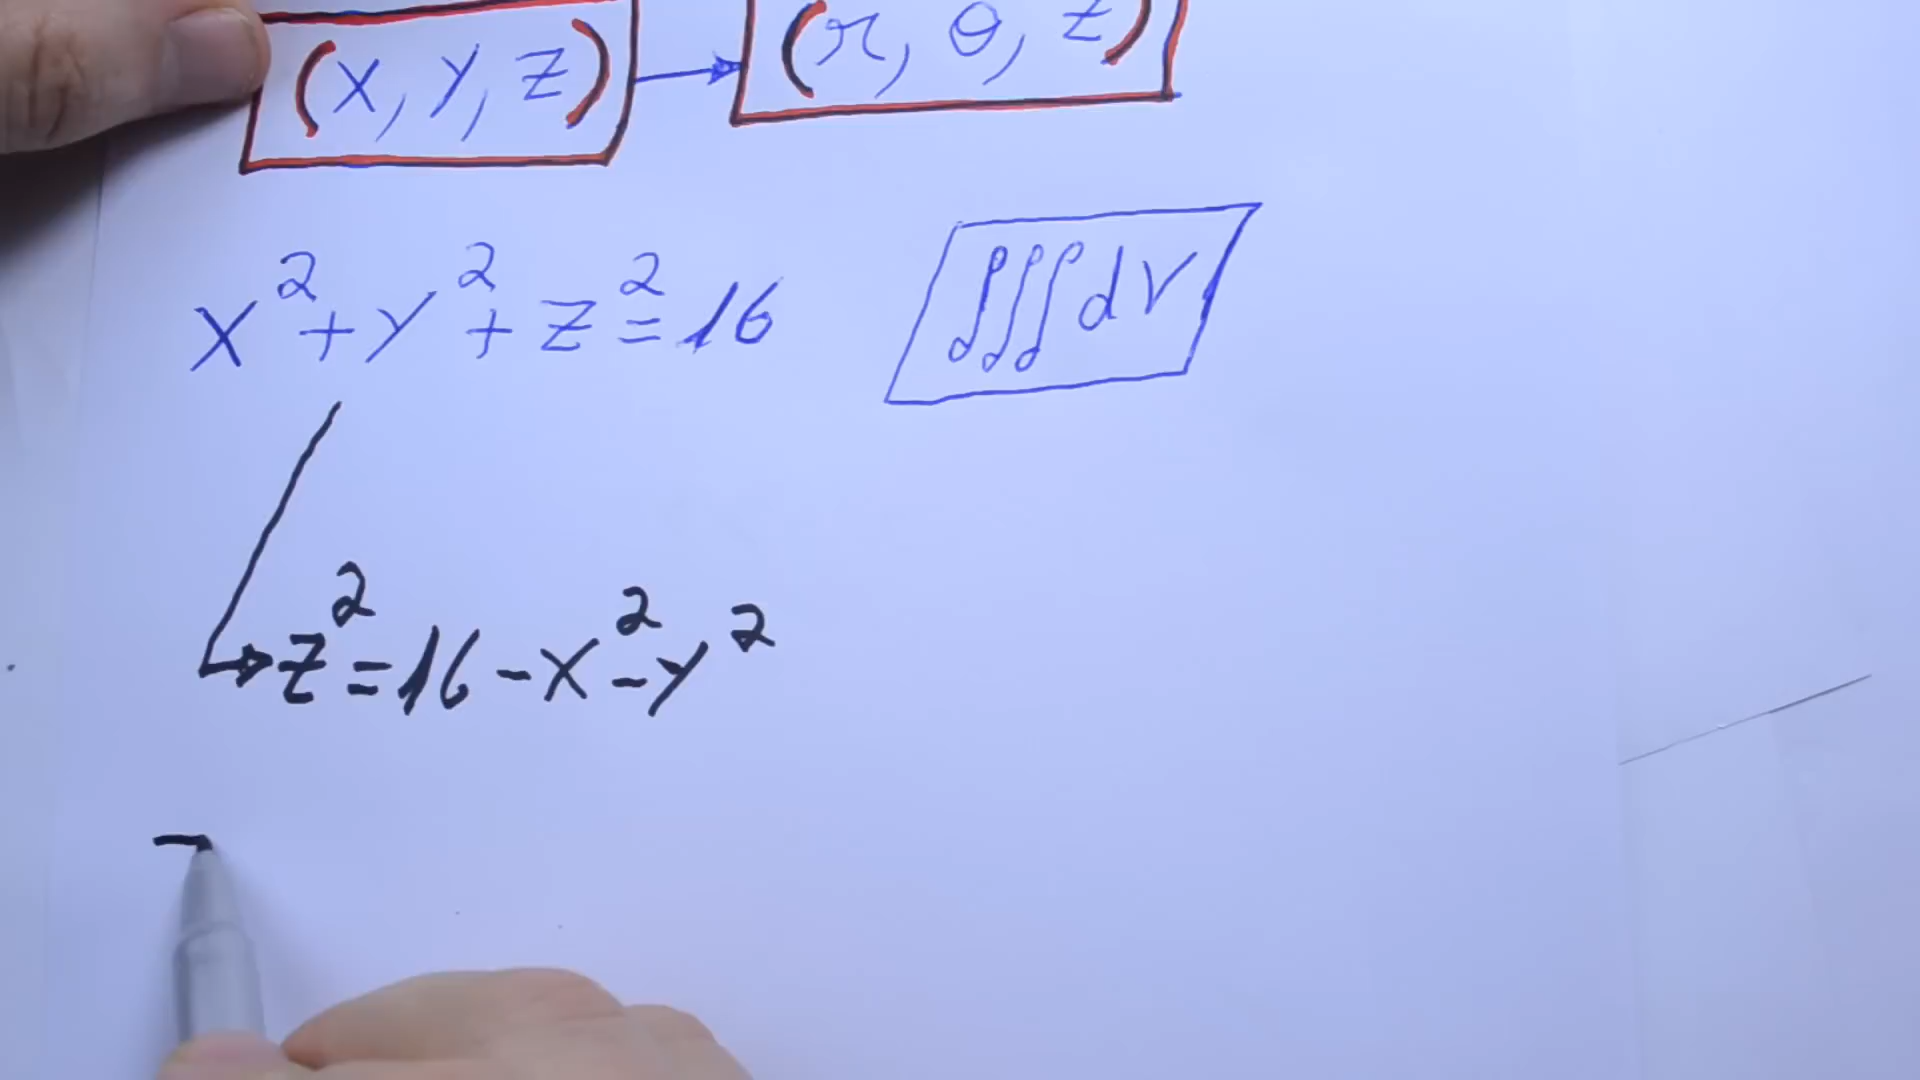 (x, y, z) → (r, θ, z)
x² + y² + z² = 16 ∭dV
z² = 16 - x² - y²